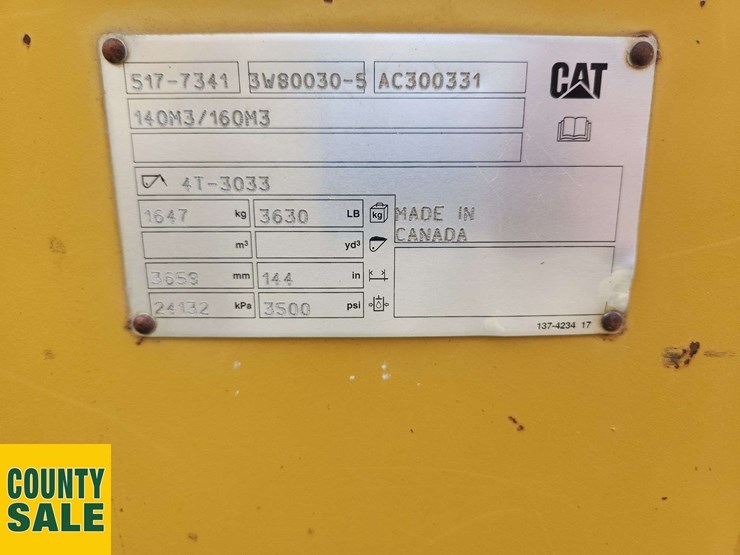 517-7341 3W80030-5 AC300331 CAT
140M3/160M3
4T-3033
1647 kg 3630 LB kg MADE IN
CANADA
m³ yd³
3659 mm 144 in
24132 kPa 3500 psi
137-4234 17
COUNTY
SALE